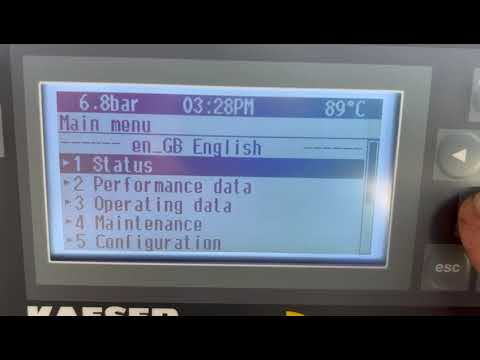 6.8bar 03:28PM 89°C
Main menu
------- en_GB English -------
▸1 Status
▸2 Performance data
▸3 Operating data
▸4 Maintenance
▸5 Configuration
esc
KAESER